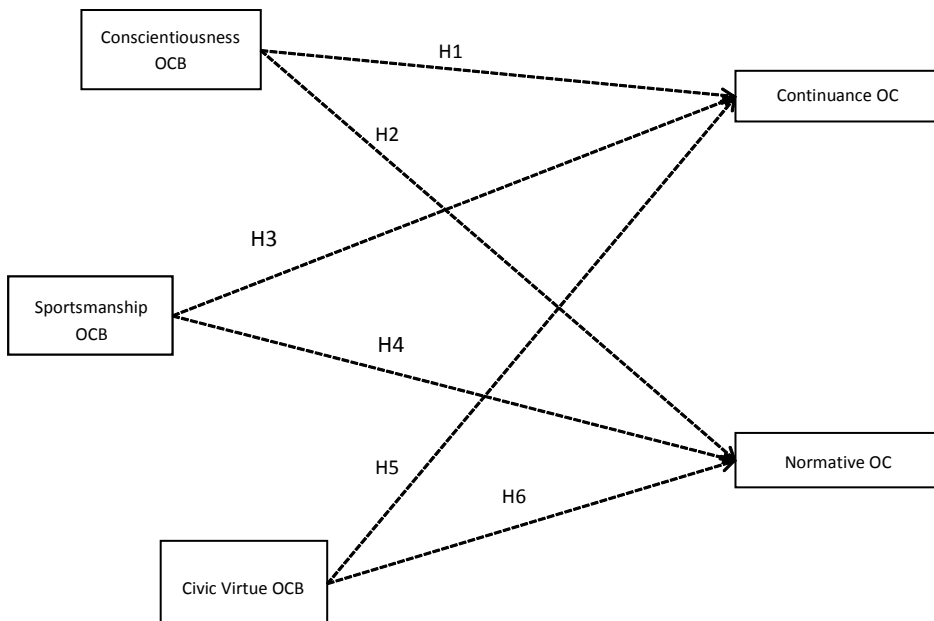 Conscientiousness
OCB
H1
Continuance OC
H2
H3
Sportsmanship
OCB
H4
Normative OC
H5
H6
Civic Virtue OCB